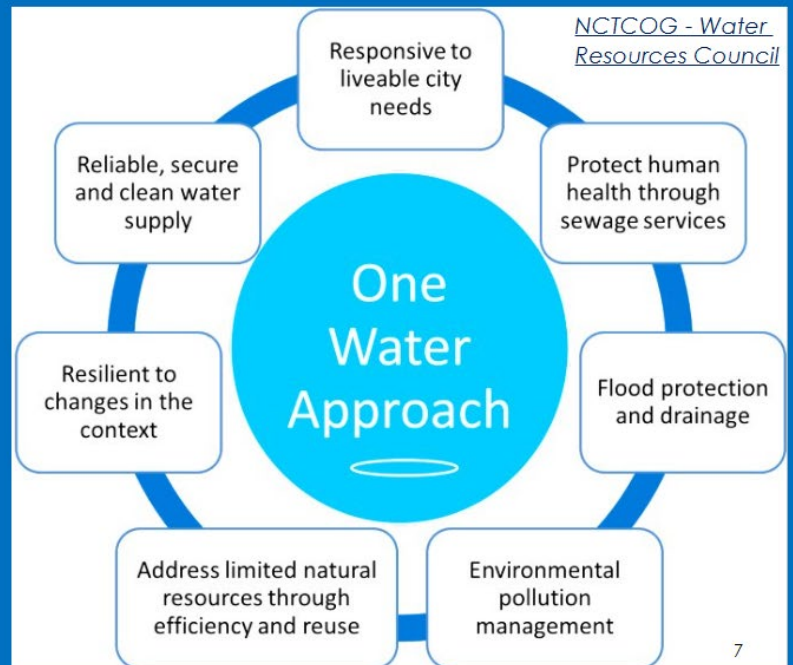 NCTCOG - Water
Resources Council
Responsive to
liveable city
needs
Protect human
health through
sewage services
Flood protection
and drainage
Environmental
pollution
management
Address limited natural
resources through
efficiency and reuse
Resilient to
changes in the
context
Reliable, secure
and clean water
supply
One
Water
Approach
7